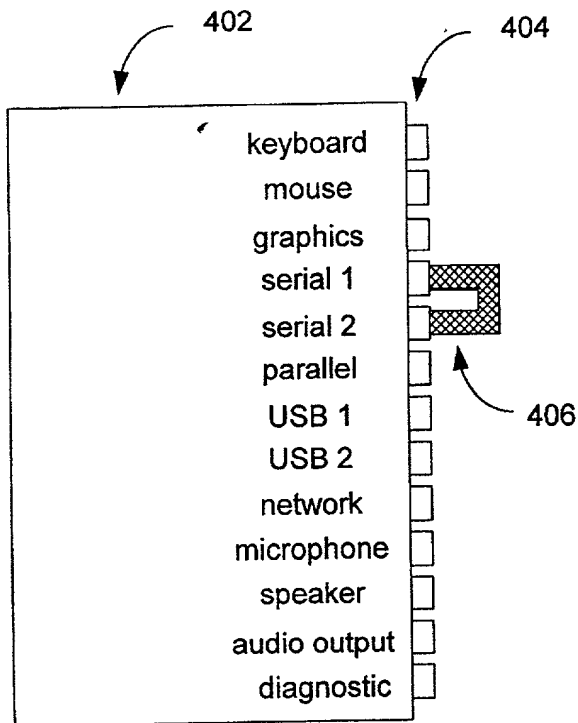 402
404
keyboard
mouse
graphics
serial 1
serial 2
parallel
406
USB 1
USB 2
network
microphone
speaker
audio output
diagnostic